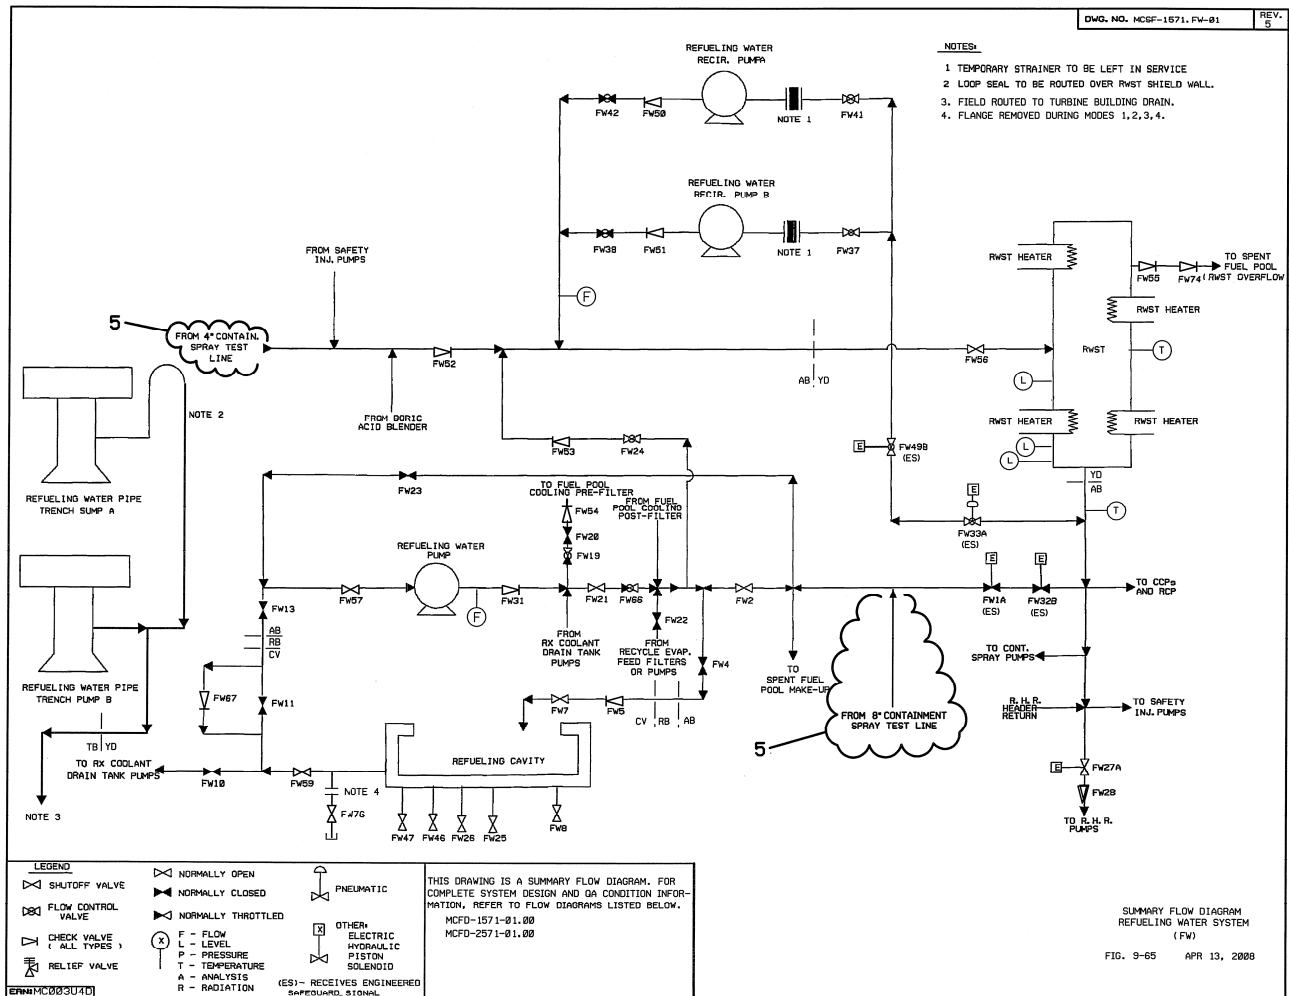 DWG. NO. MCSF-1571.FW-01
REV.
5
NOTES:
1 TEMPORARY STRAINER TO BE LEFT IN SERVICE
2 LOOP SEAL TO BE ROUTED OVER RWST SHIELD WALL.
3. FIELD ROUTED TO TURBINE BUILDING DRAIN.
4. FLANGE REMOVED DURING MODES 1,2,3,4.
REFUELING WATER
RECIR. PUMPA
FW42
FW50
NOTE 1
FW41
REFUELING WATER
RECIR. PUMP B
FW38
FW51
NOTE 1
FW37
F
FROM SAFETY
INJ. PUMPS
5
FROM 4" CONTAIN.
SPRAY TEST
LINE
FW52
FROM BORIC
ACID BLENDER
AB
YD
FW56
RWST HEATER
TO SPENT
FUEL POOL
(RWST OVERFLOW
FW55
FW74
RWST HEATER
RWST
T
L
RWST HEATER
RWST HEATER
L
L
YD
AB
T
NOTE 2
REFUELING WATER PIPE
TRENCH SUMP A
FW53
FW24
E
FW49B
(ES)
FW23
TO FUEL POOL
COOLING PRE-FILTER
FROM FUEL
POOL COOLING
POST-FILTER
FW54
FW20
FW19
E
FW33A
(ES)
REFUELING WATER
PUMP
FW57
F
FW31
FW21
FW66
FW2
E
FW1A
(ES)
E
FW32B
(ES)
TO CCPs
AND RCP
FW13
AB
RB
CV
FROM
RX COOLANT
DRAIN TANK
PUMPS
FW22
FROM
RECYCLE EVAP.
FEED FILTERS
OR PUMPS
FW4
TO
SPENT FUEL
POOL MAKE-UP
TO CONT.
SPRAY PUMPS
REFUELING WATER PIPE
TRENCH PUMP B
FW67
FW11
FW7
FW5
CV
RB
AB
FROM 8" CONTAINMENT
SPRAY TEST LINE
5
R. H. R.
HEADER
RETURN
TO SAFETY
INJ. PUMPS
TB
YD
TO RX COOLANT
DRAIN TANK PUMPS
FW10
FW59
REFUELING CAVITY
NOTE 4
FW76
FW47
FW46
FW26
FW25
FW8
E
FW27A
FW28
TO R. H. R.
PUMPS
NOTE 3
LEGEND
SHUTOFF VALVE
FLOW CONTROL
VALVE
CHECK VALVE
( ALL TYPES )
RELIEF VALVE
NORMALLY OPEN
NORMALLY CLOSED
NORMALLY THROTTLED
X
F - FLOW
L - LEVEL
P - PRESSURE
T - TEMPERATURE
A - ANALYSIS
R - RADIATION
PNEUMATIC
X
OTHER:
ELECTRIC
HYDRAULIC
PISTON
SOLENOID
(ES)- RECEIVES ENGINEERED
SAFEGUARD SIGNAL
THIS DRAWING IS A SUMMARY FLOW DIAGRAM. FOR
COMPLETE SYSTEM DESIGN AND QA CONDITION INFOR-
MATION, REFER TO FLOW DIAGRAMS LISTED BELOW.
MCFD-1571-01.00
MCFD-2571-01.00
SUMMARY FLOW DIAGRAM
REFUELING WATER SYSTEM
(FW)
FIG. 9-65 APR 13, 2008
ERN: MC003U4D